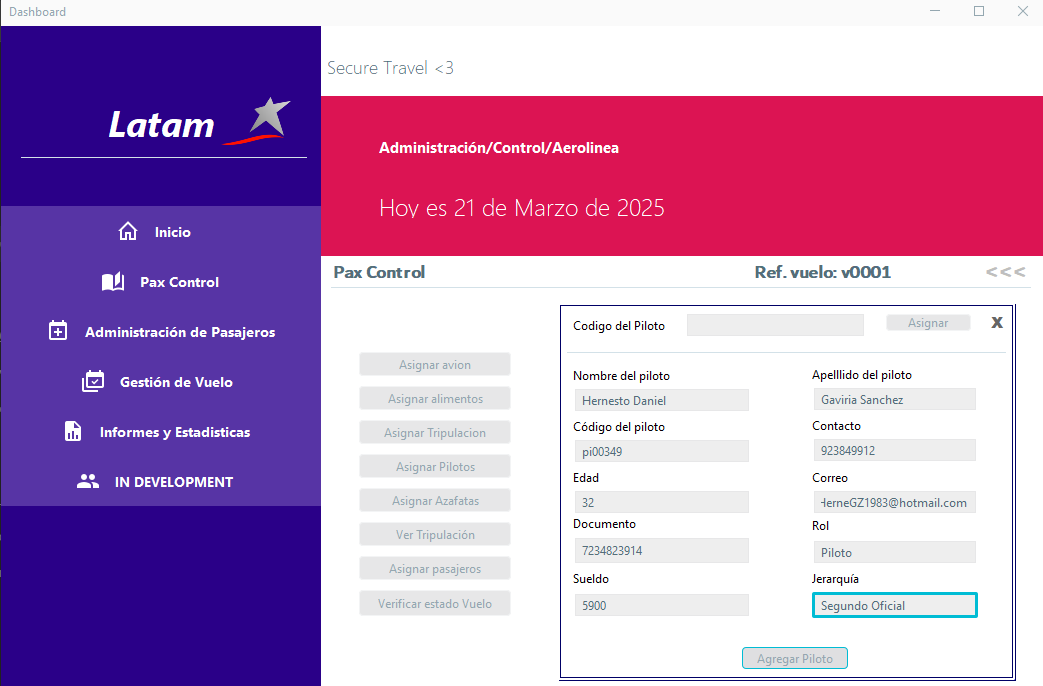 Dashboard
Secure Travel <3
Latam
Administración/Control/Aerolinea
Hoy es 21 de Marzo de 2025
Inicio
Pax Control
Administración de Pasajeros
Gestión de Vuelo
Informes y Estadisticas
IN DEVELOPMENT
Pax Control
Ref. vuelo: v0001
<<<
Asignar avion
Asignar alimentos
Asignar Tripulacion
Asignar Pilotos
Asignar Azafatas
Ver Tripulación
Asignar pasajeros
Verificar estado Vuelo
Codigo del Piloto
Asignar
X
Nombre del piloto
Hernesto Daniel
Apelllido del piloto
Gaviria Sanchez
Código del piloto
pi00349
Contacto
923849912
Edad
32
Correo
HerneGZ1983@hotmail.com
Documento
7234823914
Rol
Piloto
Sueldo
5900
Jerarquía
Segundo Oficial
Agregar Piloto